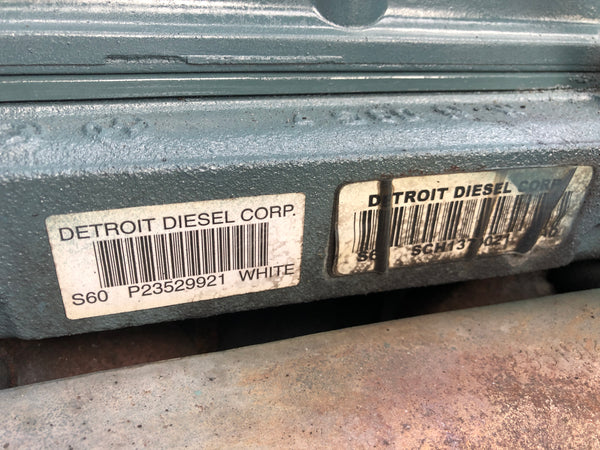 DETROIT DIESEL CORP.
S60 P23529921 WHITE
DETROIT DIESEL CORP.